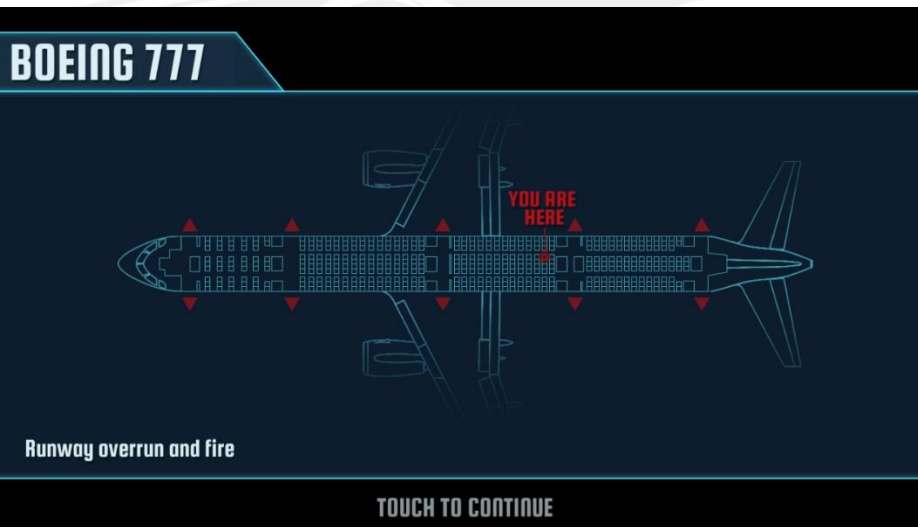 BOEING 777
YOU ARE
HERE
Runway overrun and fire
TOUCH TO CONTINUE